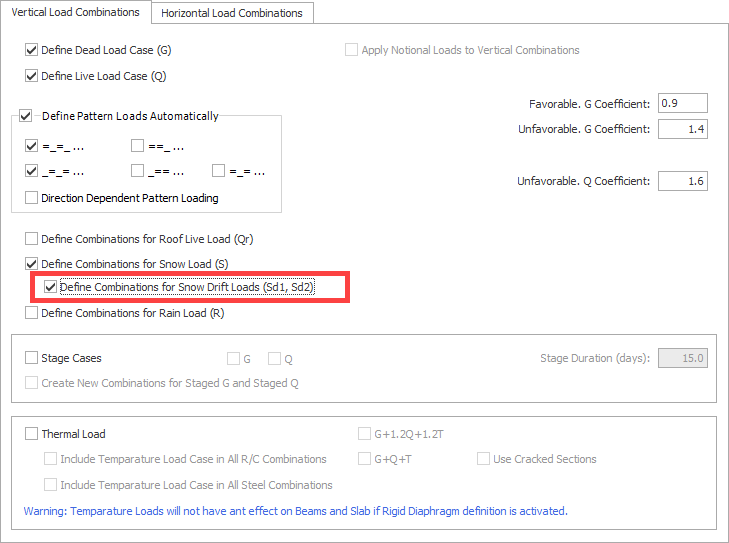 Vertical Load Combinations Horizontal Load Combinations
Define Dead Load Case (G) Apply Notional Loads to Vertical Combinations
Define Live Load Case (Q)
Favorable. G Coefficient: 0.9
Define Pattern Loads Automatically
Unfavorable. G Coefficient: 1.4
=_=_ ... ==_ ...
_=_= ... _== ... =_= ...
Unfavorable. Q Coefficient: 1.6
Direction Dependent Pattern Loading
Define Combinations for Roof Live Load (Qr)
Define Combinations for Snow Load (S)
Define Combinations for Snow Drift Loads (Sd1, Sd2)
Define Combinations for Rain Load (R)
Stage Cases G Q Stage Duration (days): 15.0
Create New Combinations for Staged G and Staged Q
Thermal Load G+1.2Q+1.2T
Include Temparature Load Case in All R/C Combinations G+Q+T Use Cracked Sections
Include Temparature Load Case in All Steel Combinations
Warning: Temparature Loads will not have ant effect on Beams and Slab if Rigid Diaphragm definition is activated.